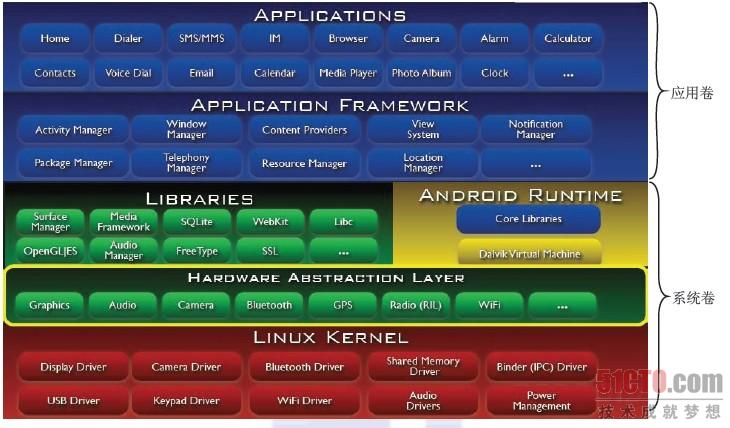 APPLICATIONS
Home Dialer SMS/MMS IM Browser Camera Alarm Calculator
Contacts Voice Dial Email Calendar Media Player Photo Album Clock ...
应用卷
APPLICATION FRAMEWORK
Activity Manager Window Manager Content Providers View System Notification Manager
Package Manager Telephony Manager Resource Manager Location Manager ...
LIBRARIES
Surface Manager Media Framework SQLite WebKit Libc
OpenGL|ES Audio Manager FreeType SSL ...
ANDROID RUNTIME
Core Libraries
Dalvik Virtual Machine
系统卷
HARDWARE ABSTRACTION LAYER
Graphics Audio Camera Bluetooth GPS Radio (RIL) WiFi ...
LINUX KERNEL
Display Driver Camera Driver Bluetooth Driver Shared Memory Driver Binder (IPC) Driver
USB Driver Keypad Driver WiFi Driver Audio Drivers Power Management
51CTO.com
技术成就梦想